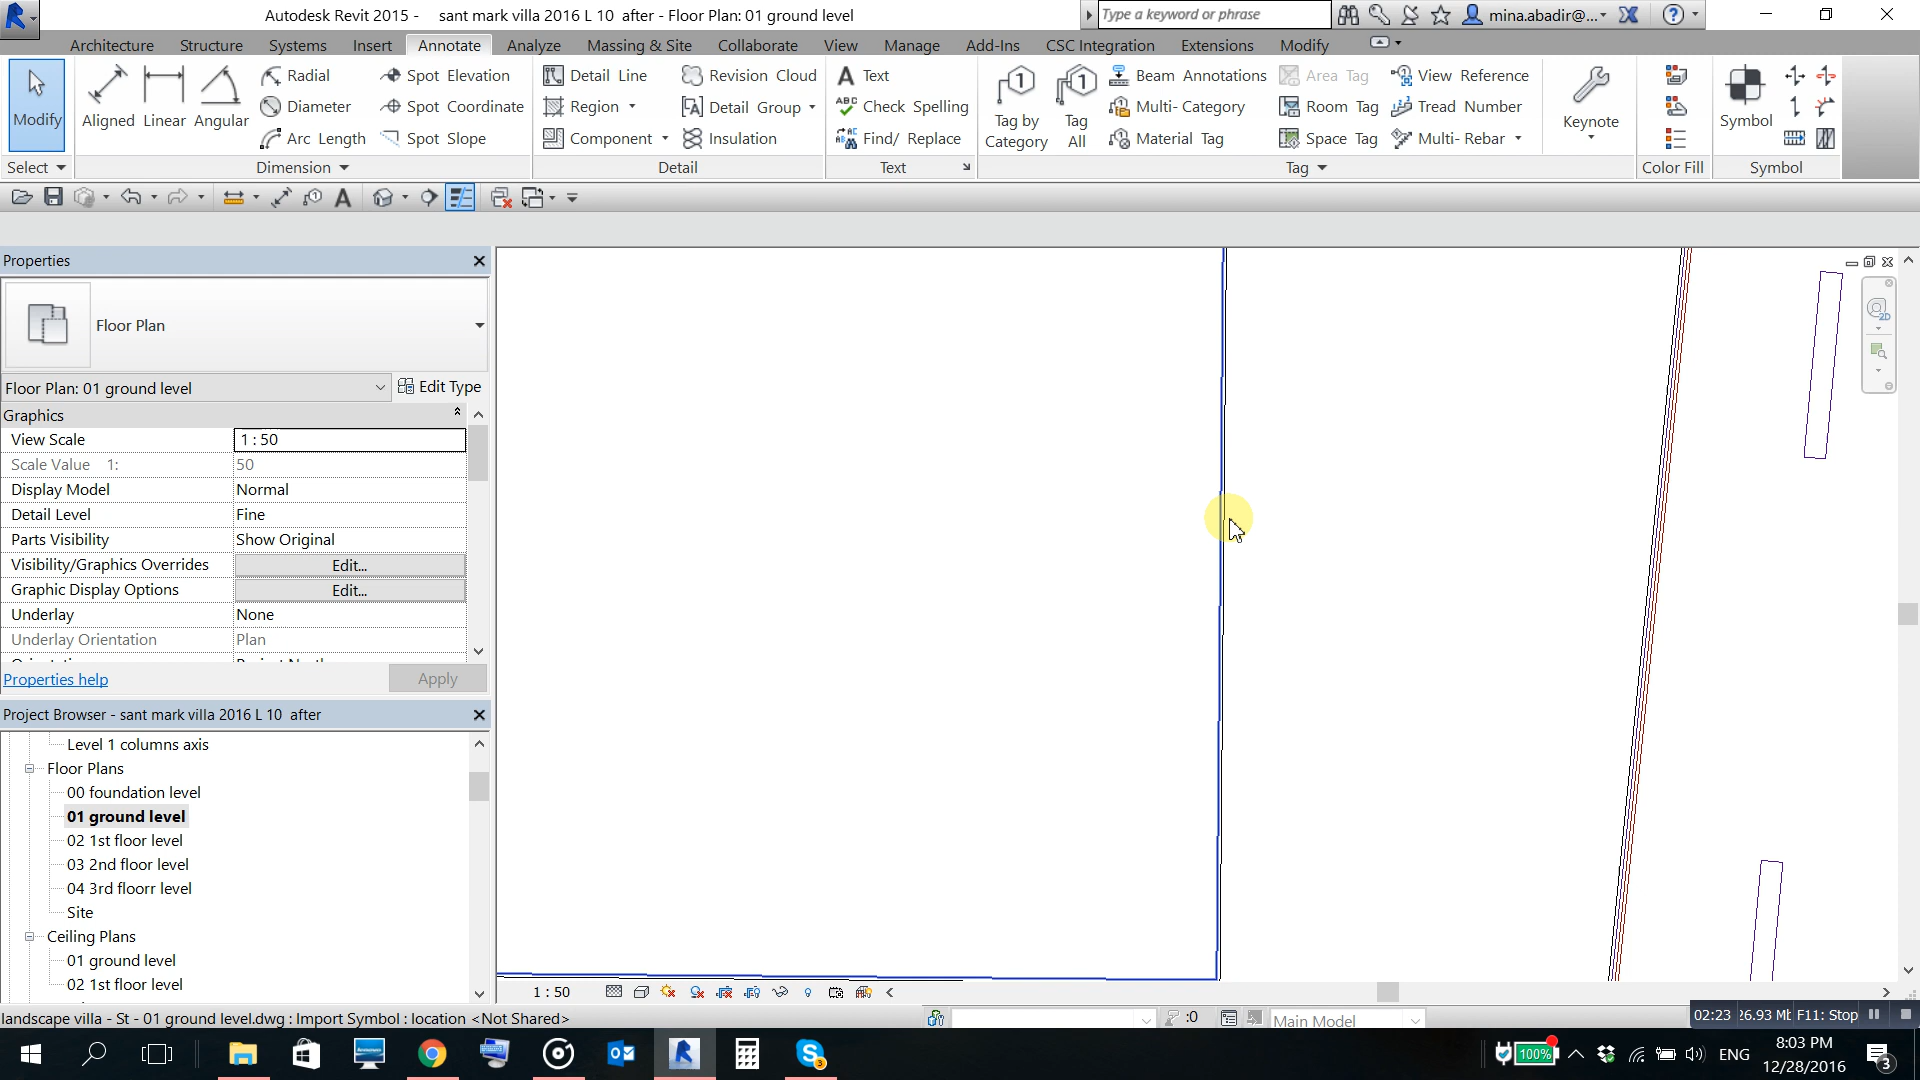 Autodesk Revit 2015 - sant mark villa 2016 L 10 after - Floor Plan: 01 ground level
Type a keyword or phrase
mina.abadir@...
Architecture Structure Systems Insert Annotate Analyze Massing & Site Collaborate View Manage Add-Ins CSC Integration Extensions Modify
Modify
Aligned Linear Angular
Radial
Diameter
Arc Length
Spot Elevation
Spot Coordinate
Spot Slope
Detail Line
Region
Component
Revision Cloud
Detail Group
Insulation
Text
Check Spelling
Find/ Replace
Tag by Category
Tag All
Beam Annotations
Multi- Category
Material Tag
Area Tag
Room Tag
Space Tag
View Reference
Tread Number
Multi- Rebar
Keynote
Symbol
Select Dimension Detail Text Tag Color Fill Symbol
Properties
Floor Plan
Floor Plan: 01 ground level
Edit Type
Graphics
View Scale 1 : 50
Scale Value 1: 50
Display Model Normal
Detail Level Fine
Parts Visibility Show Original
Visibility/Graphics Overrides Edit...
Graphic Display Options Edit...
Underlay None
Underlay Orientation Plan
Properties help
Apply
Project Browser - sant mark villa 2016 L 10 after
Level 1 columns axis
Floor Plans
00 foundation level
01 ground level
02 1st floor level
03 2nd floor level
04 3rd floorr level
Site
Ceiling Plans
01 ground level
02 1st floor level
2D
1 : 50
landscape villa - St - 01 ground level.dwg : Import Symbol : location <Not Shared>
:0
Main Model
02:23
F11: Stop
100%
ENG
8:03 PM
12/28/2016
3
3